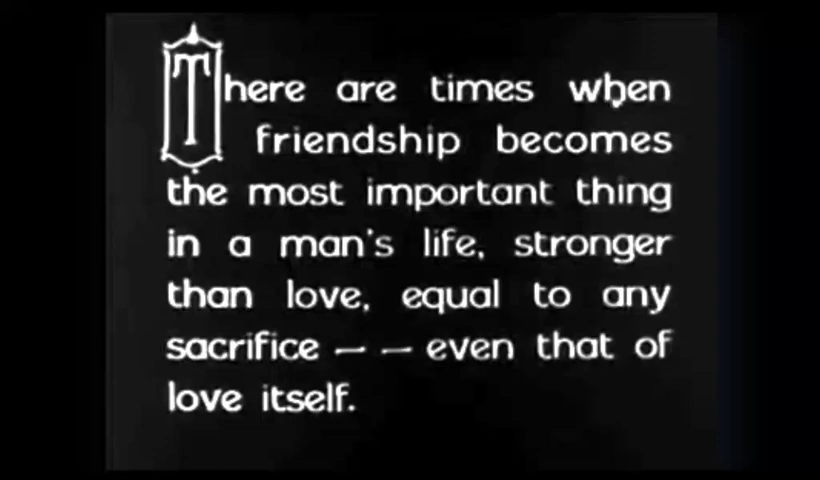 There are times when
friendship becomes
the most important thing
in a man's life, stronger
than love, equal to any
sacrifice — — even that of
love itself.